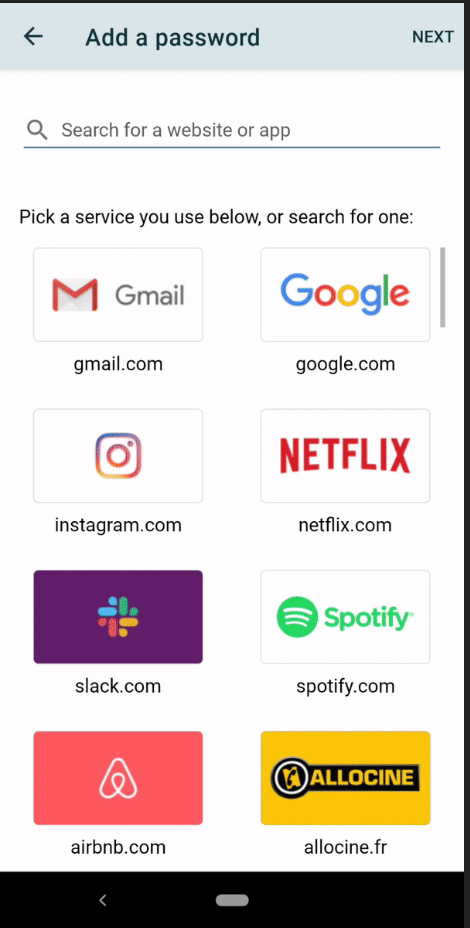 Add a password
NEXT
Search for a website or app
Pick a service you use below, or search for one:
Gmail
Google
gmail.com
google.com
NETFLIX
instagram.com
netflix.com
Spotify
slack.com
spotify.com
ALLOCINE
airbnb.com
allocine.fr